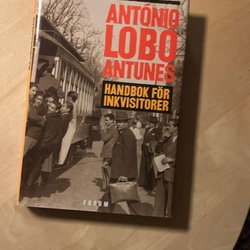 ANTÓNIO
LOBO
ANTUNES
HANDBOK FÖR
INKVISITORER
FORUM